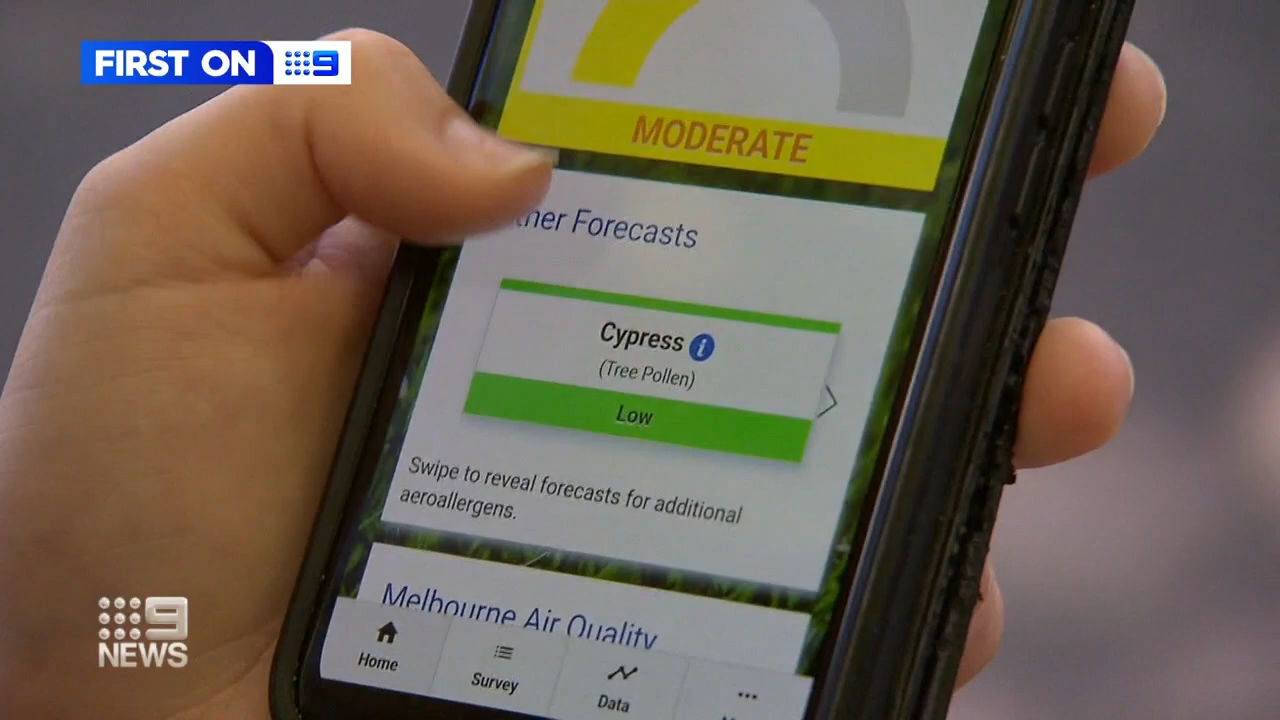 FIRST ON 9
MODERATE
ther Forecasts
Cypress i
(Tree Pollen)
Low
Swipe to reveal forecasts for additional
aeroallergens.
Melbourne Air Quality
Home
Survey
Data
9
NEWS